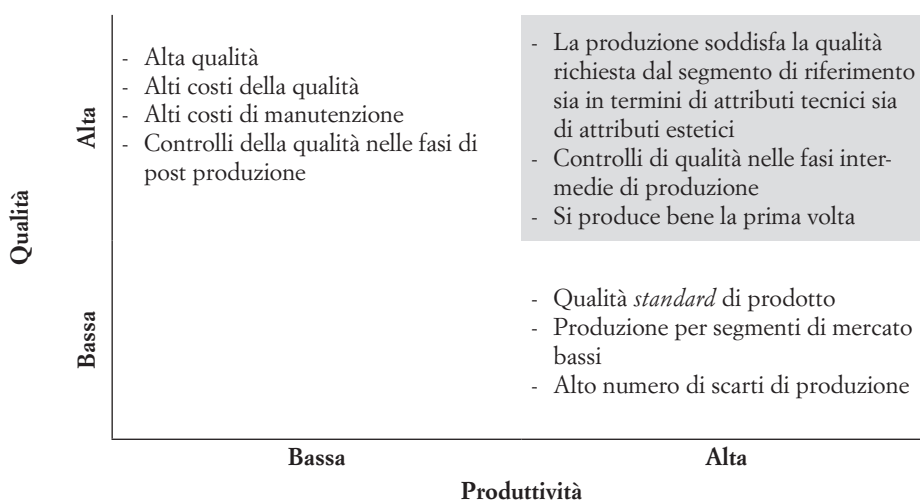 Qualità
Alta
- Alta qualità
- Alti costi della qualità
- Alti costi di manutenzione
- Controlli della qualità nelle fasi di
post produzione
- La produzione soddisfa la qualità
richiesta dal segmento di riferimento
sia in termini di attributi tecnici sia
di attributi estetici
- Controlli di qualità nelle fasi inter-
medie di produzione
- Si produce bene la prima volta
Bassa
- Qualità standard di prodotto
- Produzione per segmenti di mercato
bassi
- Alto numero di scarti di produzione
Bassa
Alta
Produttività